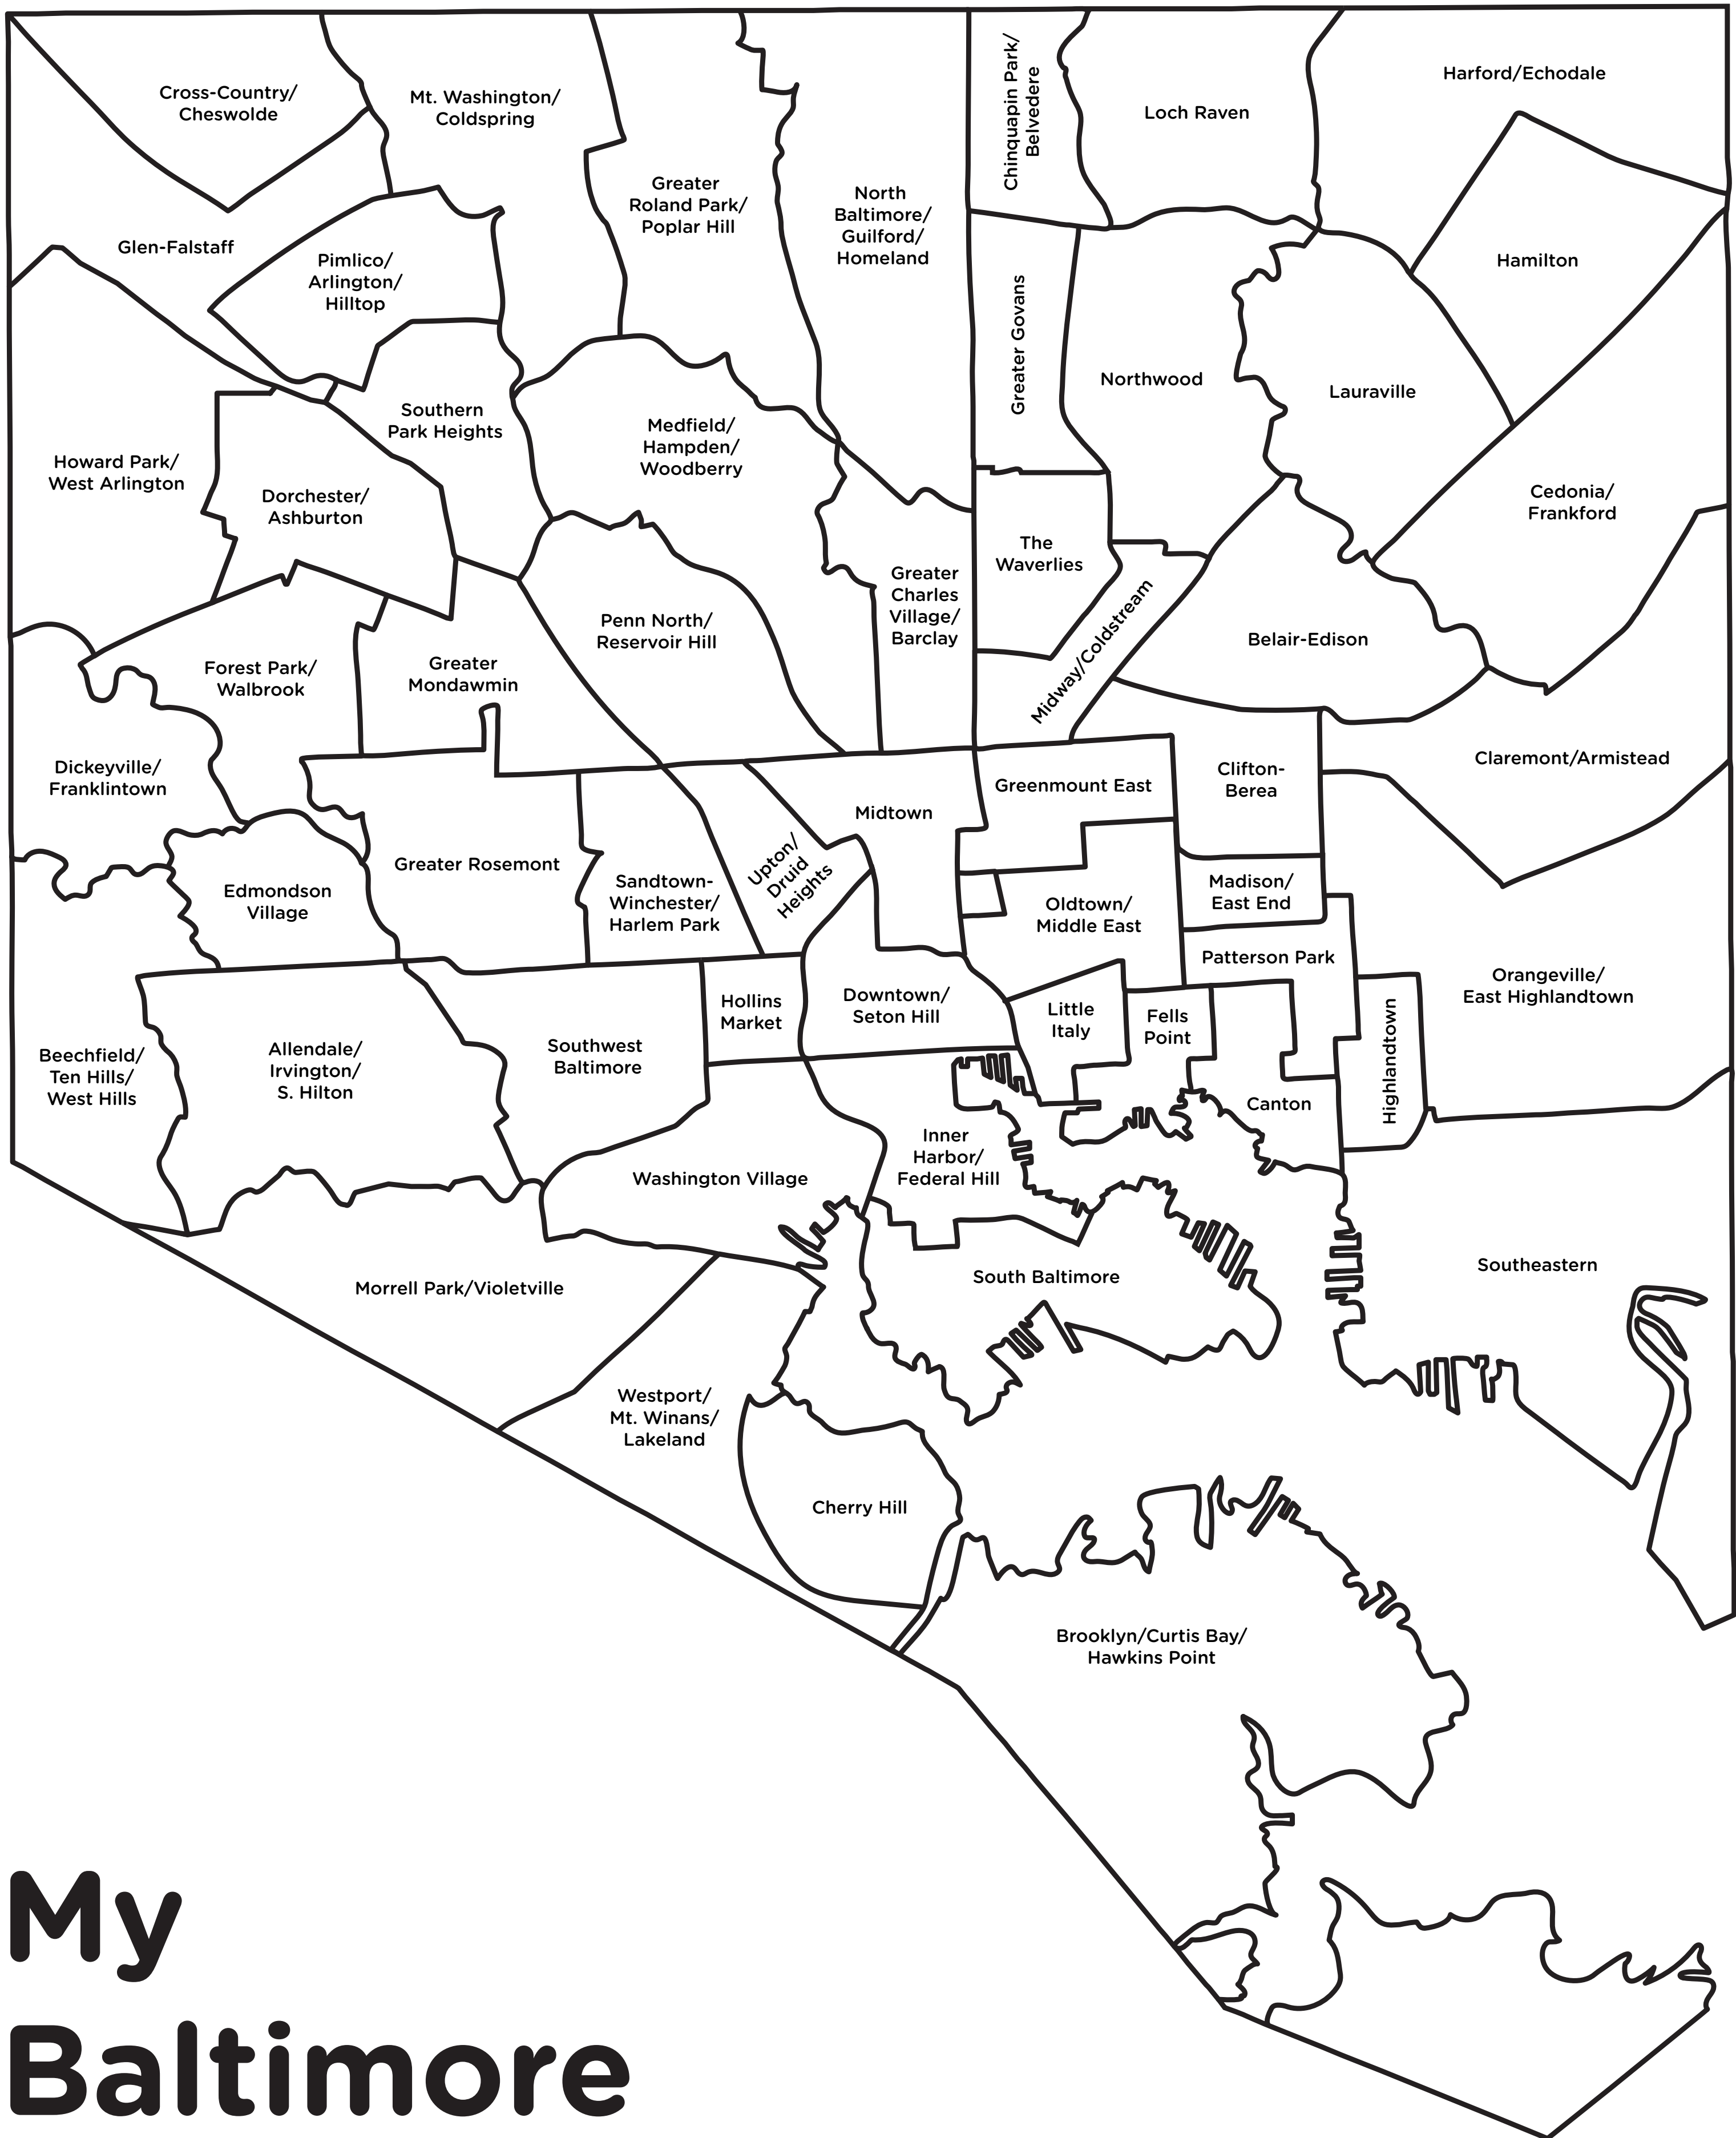 Cross-Country/
Cheswolde
Mt. Washington/
Coldspring
Greater
Roland Park/
Poplar Hill
North
Baltimore/
Guilford/
Homeland
Chinquapin Park/
Belvedere
Loch Raven
Harford/Echodale
Glen-Falstaff
Pimlico/
Arlington/
Hilltop
Greater Govans
Northwood
Lauraville
Hamilton
Southern
Park Heights
Medfield/
Hampden/
Woodberry
Howard Park/
West Arlington
Dorchester/
Ashburton
Cedonia/
Frankford
The
Waverlies
Greater
Charles
Village/
Barclay
Midway/Coldstream
Belair-Edison
Penn North/
Reservoir Hill
Forest Park/
Walbrook
Greater
Mondawmin
Dickeyville/
Franklintown
Claremont/Armistead
Clifton-
Berea
Greenmount East
Midtown
Greater Rosemont
Upton/
Druid
Heights
Edmondson
Village
Sandtown-
Winchester/
Harlem Park
Oldtown/
Middle East
Madison/
East End
Patterson Park
Orangeville/
East Highlandtown
Hollins
Market
Downtown/
Seton Hill
Little
Italy
Fells
Point
Highlandtown
Beechfield/
Ten Hills/
West Hills
Allendale/
Irvington/
S. Hilton
Southwest
Baltimore
Canton
Inner
Harbor/
Federal Hill
Washington Village
Southeastern
South Baltimore
Morrell Park/Violetville
Westport/
Mt. Winans/
Lakeland
Cherry Hill
Brooklyn/Curtis Bay/
Hawkins Point
My
Baltimore